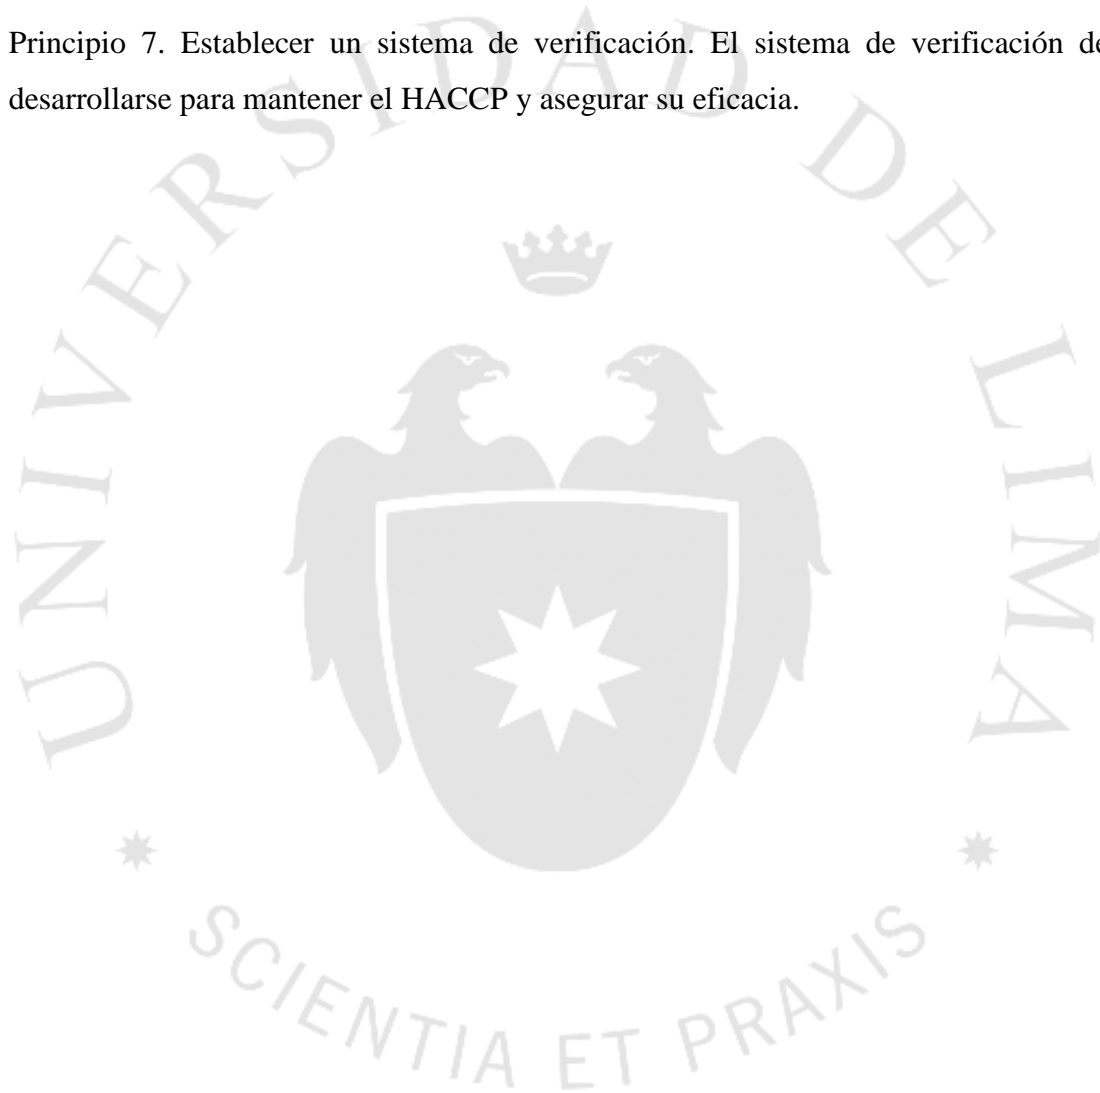 Principio 7. Establecer un sistema de verificación. El sistema de verificación
desarrollarse para mantener el HACCP y asegurar su eficacia.
UNIVERSIDAD DE LIMA
SCIENTIA ET PRAXIS